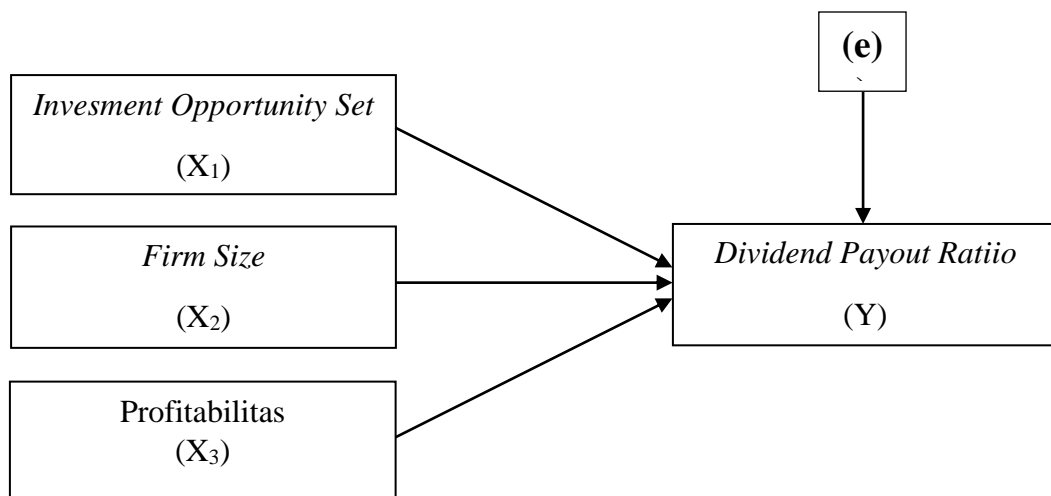 (e)
`
Invesment Opportunity Set
(X₁)
Firm Size
(X₂)
Profitabilitas
(X₃)
Dividend Payout Ratiio
(Y)